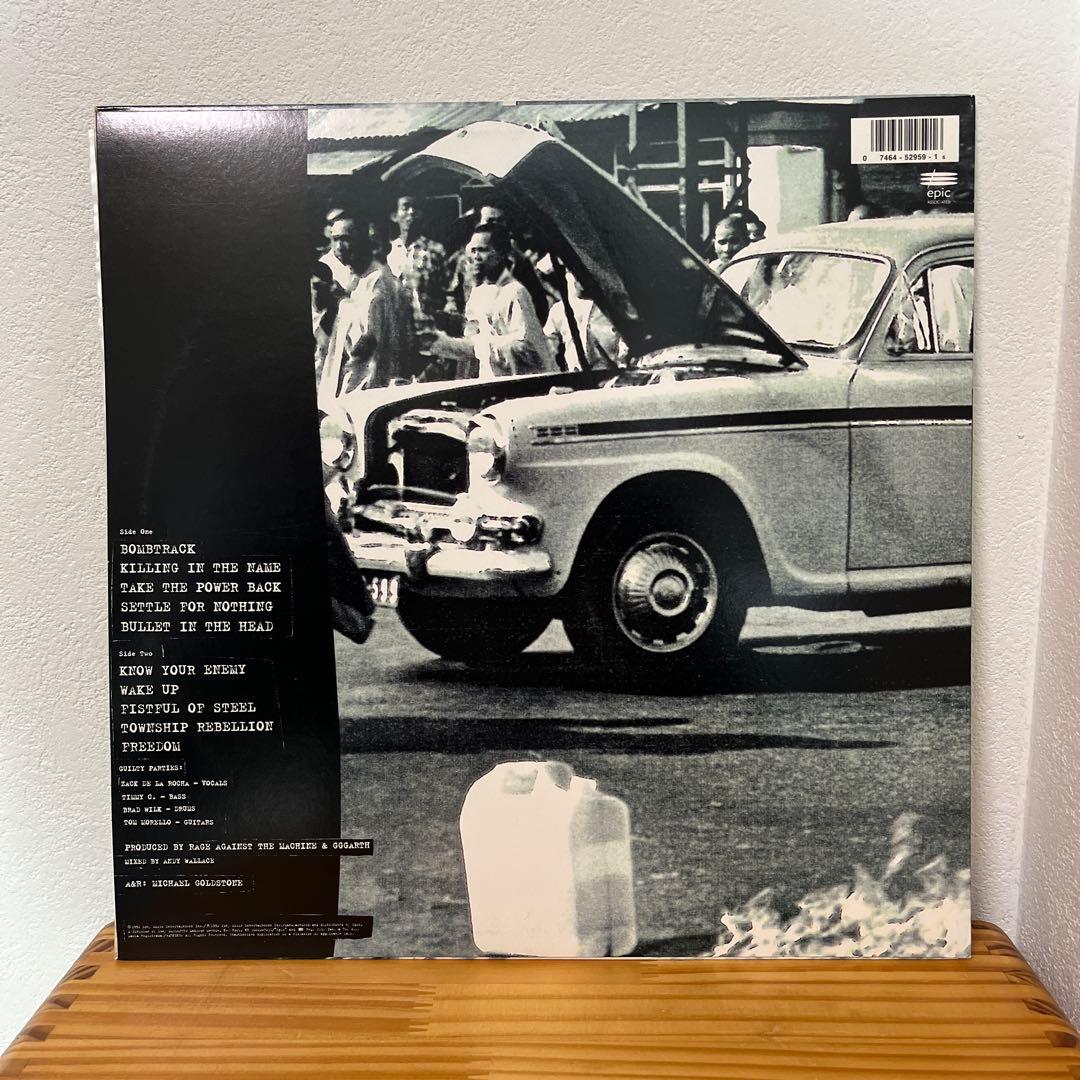 0 7464-52959-1 4
epic
ASSOCIATED
599
Side One
BOMBTRACK
KILLING IN THE NAME
TAKE THE POWER BACK
SETTLE FOR NOTHING
BULLET IN THE HEAD
Side Two
KNOW YOUR ENEMY
WAKE UP
FISTFUL OF STEEL
TOWNSHIP REBELLION
FREEDOM
GUILTY PARTIES:
ZACK DE LA ROCHA - VOCALS
TIMMY C. - BASS
BRAD WILK - DRUMS
TOM MORELLO - GUITARS
PRODUCED BY RAGE AGAINST THE MACHINE & GGGARTH
MIXED BY ANDY WALLACE
A&R: MICHAEL GOLDSTONE